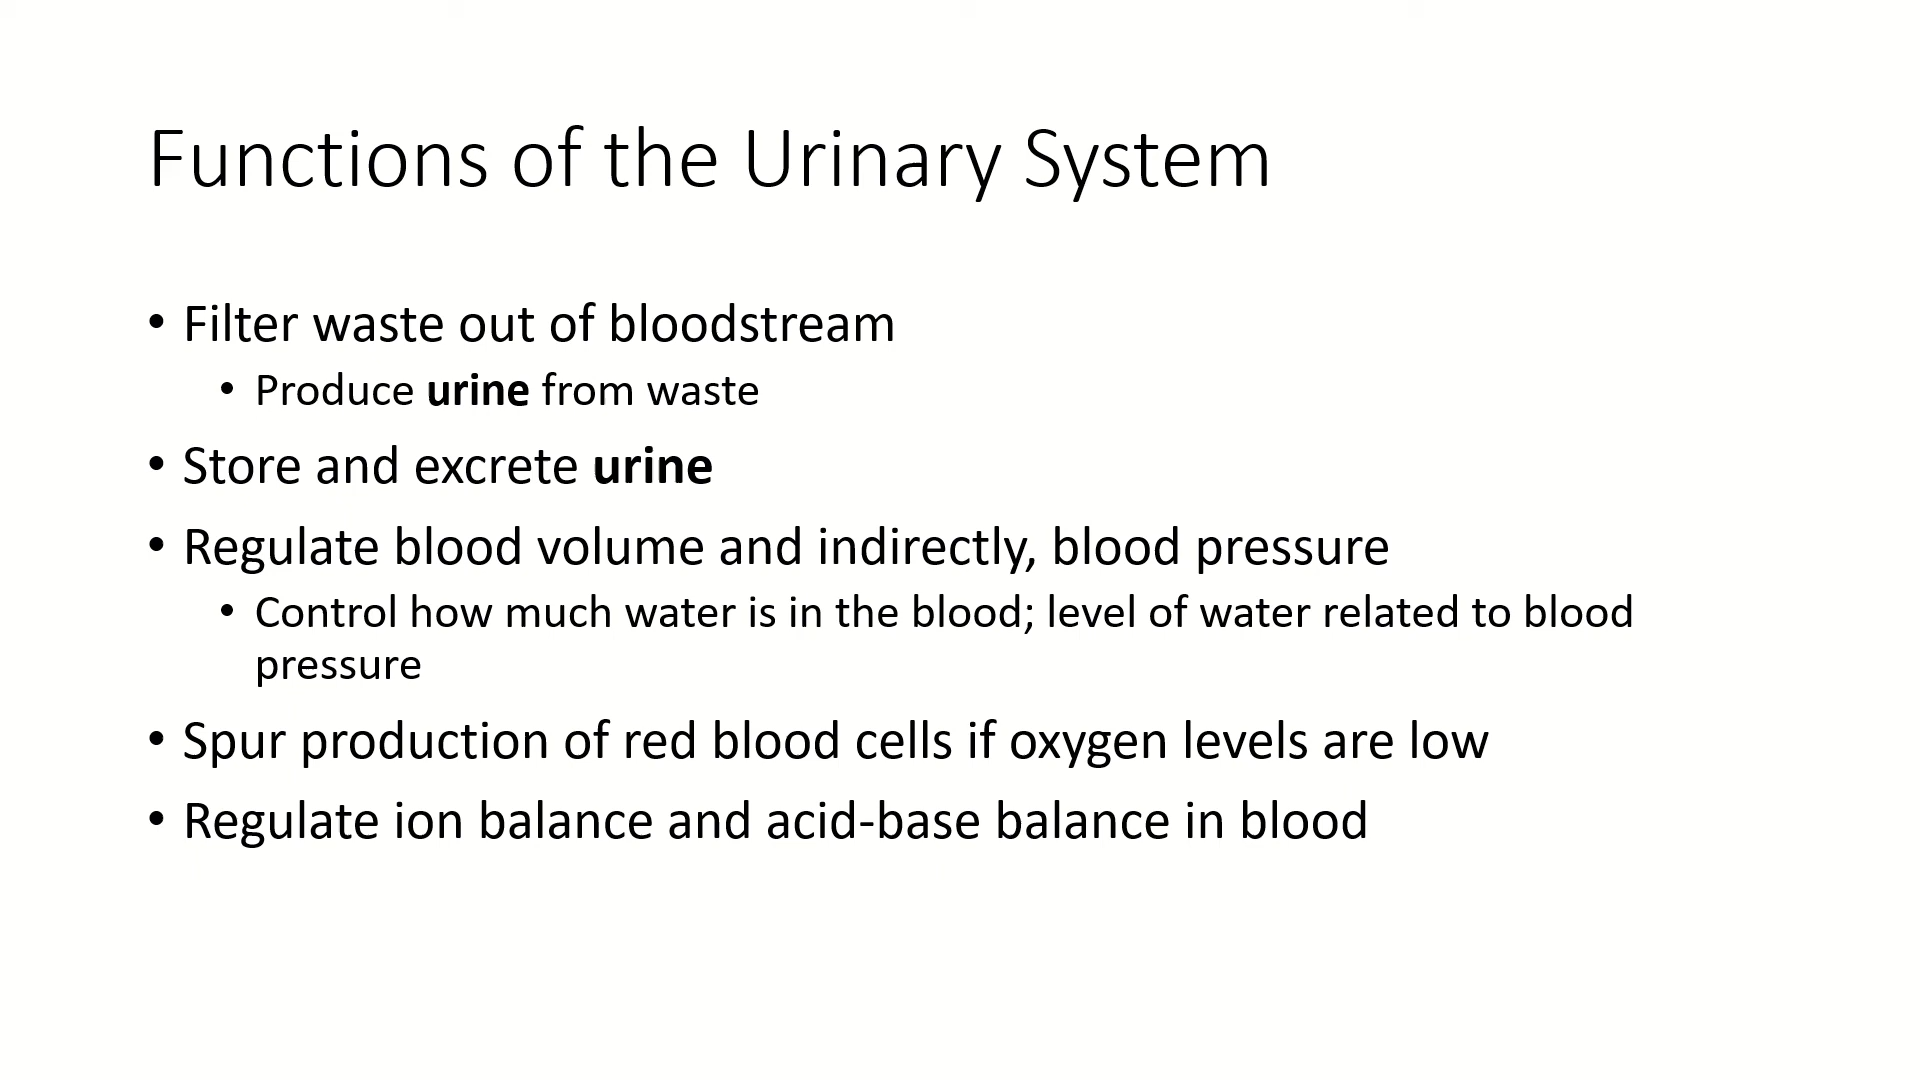 Functions of the Urinary System
• Filter waste out of bloodstream
• Produce urine from waste
• Store and excrete urine
• Regulate blood volume and indirectly, blood pressure
• Control how much water is in the blood; level of water related to blood
pressure
• Spur production of red blood cells if oxygen levels are low
• Regulate ion balance and acid-base balance in blood